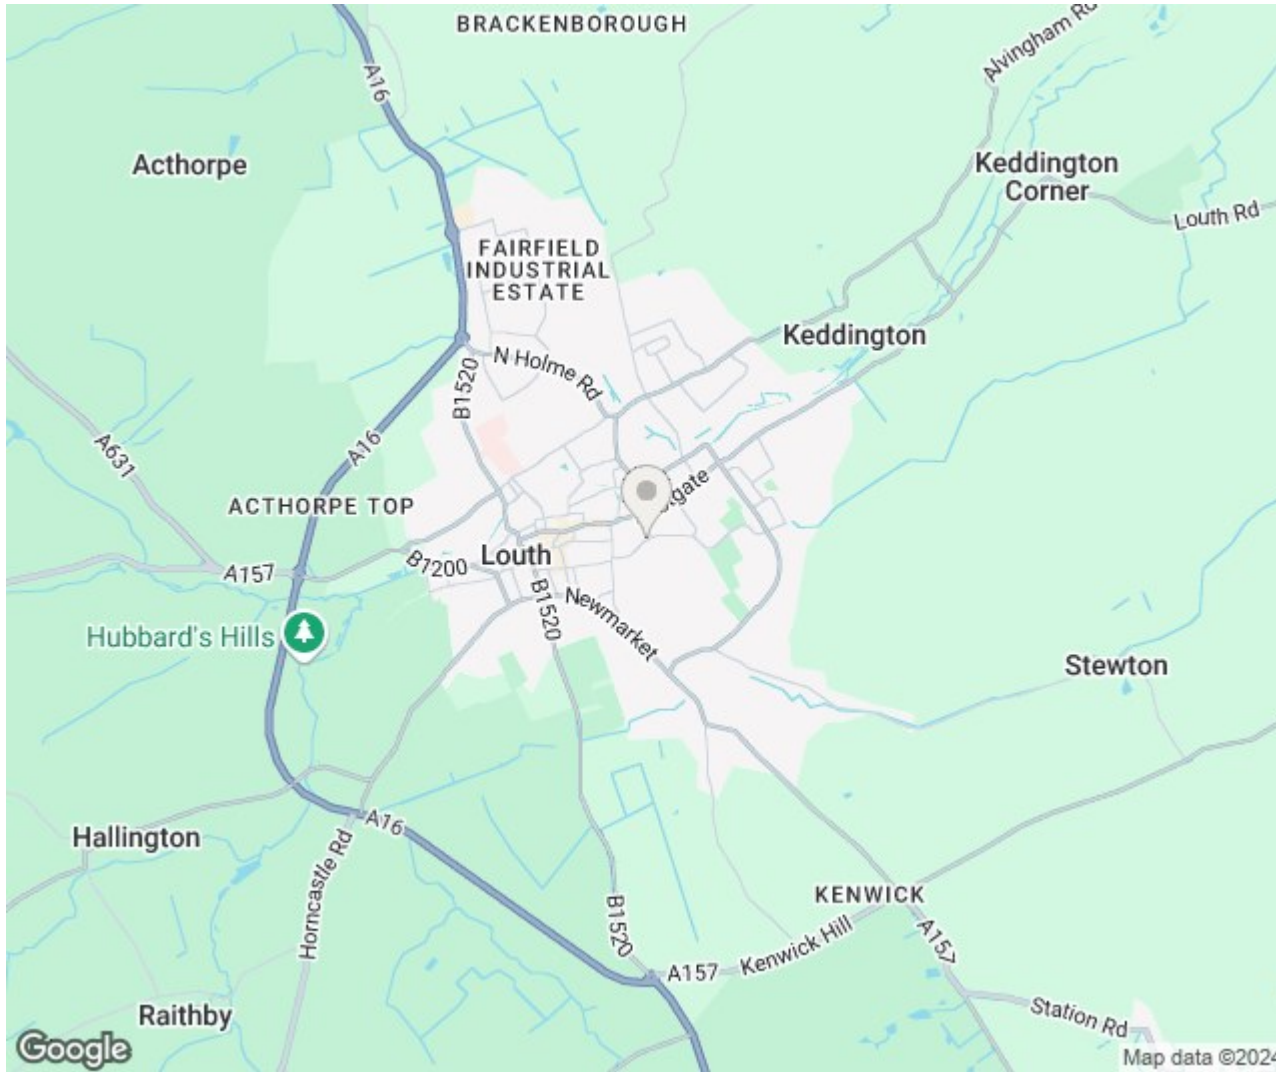 BRACKENBOROUGH
Alvingham Rd
A16
Acthorpe
Keddington
Corner
Louth Rd
FAIRFIELD
INDUSTRIAL
ESTATE
Keddington
N Holme Rd
B1520
A631
A16
ACTHORPE TOP
stgate
Louth
B1200
A157
B1520
Newmarket
Hubbard's Hills
Stewton
A16
Hallington
Horncastle Rd
KENWICK
B1520
Kenwick Hill
A157
A157
Raithby
Station Rd
Google
Map data ©2024